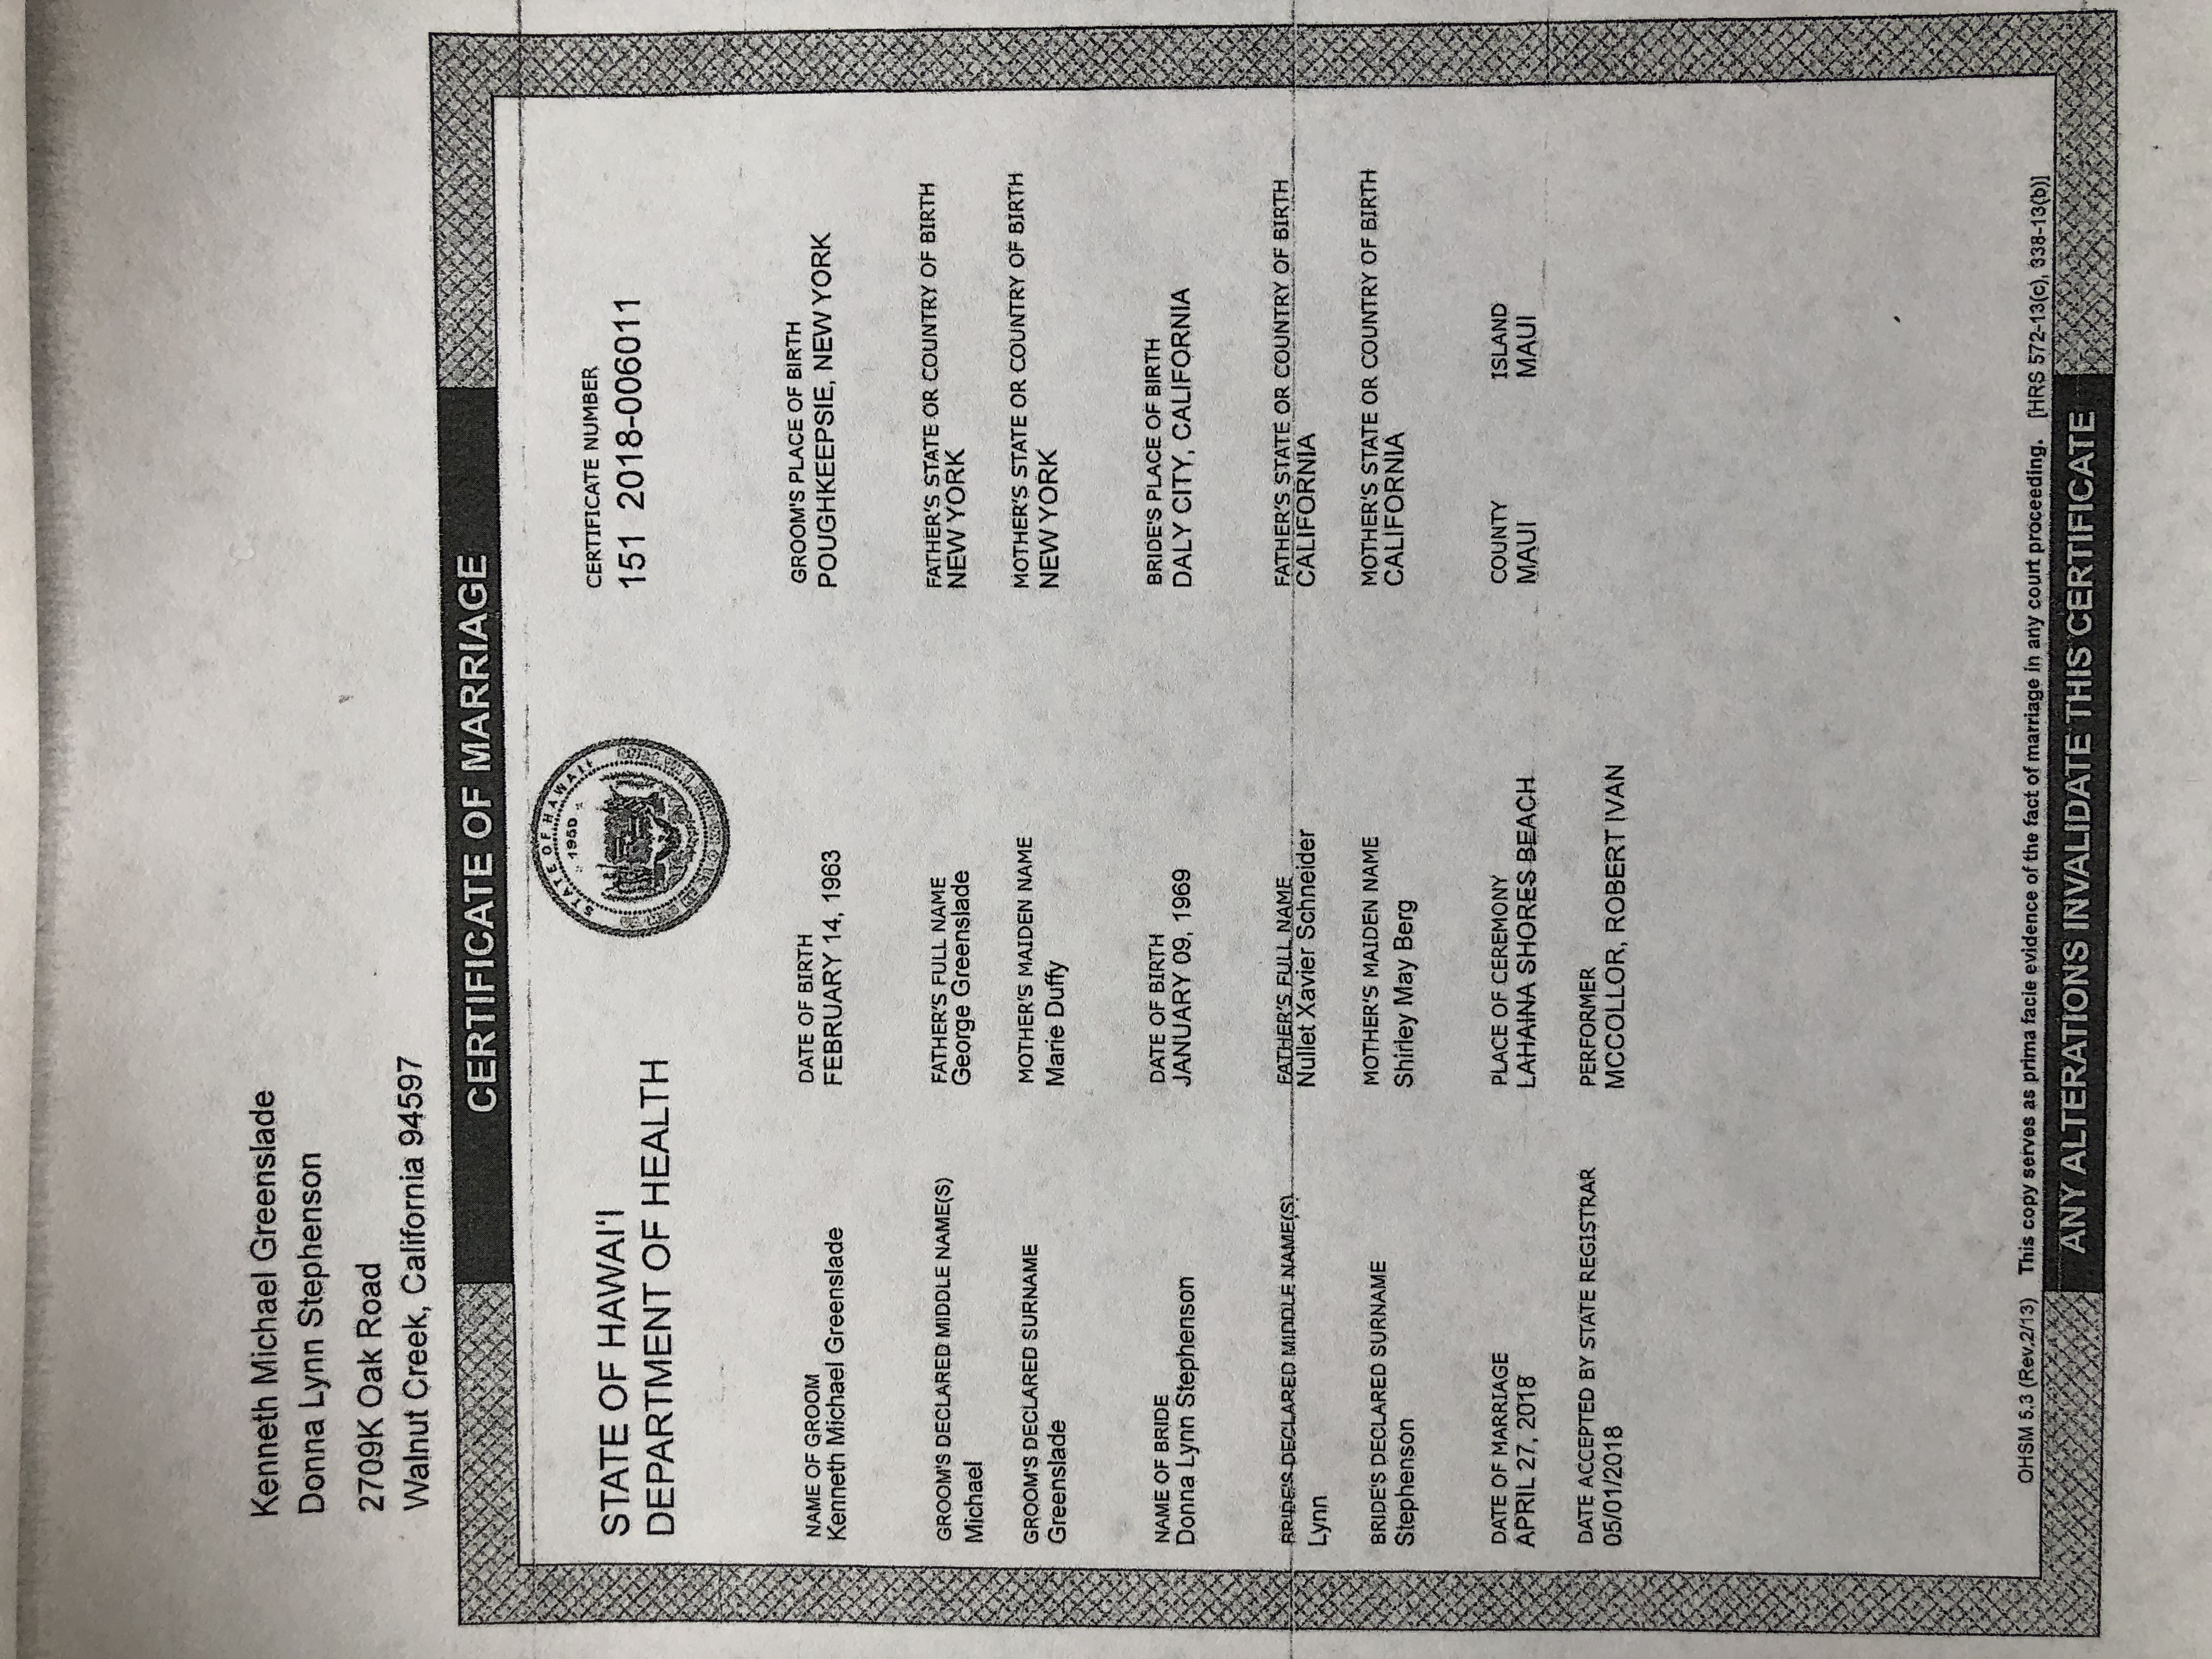 Kenneth Michael Greenslade
Donna Lynn Stephenson
2709K Oak Road
Walnut Creek, California 94597
CERTIFICATE OF MARRIAGE
STATE OF HAWAIʻI
DEPARTMENT OF HEALTH
STATE OF HAWAII
1959
CERTIFICATE NUMBER
151 2018-006011
NAME OF GROOM
Kenneth Michael Greenslade
DATE OF BIRTH
FEBRUARY 14, 1963
GROOM'S PLACE OF BIRTH
POUGHKEEPSIE, NEW YORK
GROOM'S DECLARED MIDDLE NAME(S)
Michael
FATHER'S FULL NAME
George Greenslade
FATHER'S STATE OR COUNTRY OF BIRTH
NEW YORK
GROOM'S DECLARED SURNAME
Greenslade
MOTHER'S MAIDEN NAME
Marie Duffy
MOTHER'S STATE OR COUNTRY OF BIRTH
NEW YORK
NAME OF BRIDE
Donna Lynn Stephenson
DATE OF BIRTH
JANUARY 09, 1969
BRIDE'S PLACE OF BIRTH
DALY CITY, CALIFORNIA
BRIDE'S DECLARED MIDDLE NAME(S)
Lynn
FATHER'S FULL NAME
Nullet Xavier Schneider
FATHER'S STATE OR COUNTRY OF BIRTH
CALIFORNIA
BRIDE'S DECLARED SURNAME
Stephenson
MOTHER'S MAIDEN NAME
Shirley May Berg
MOTHER'S STATE OR COUNTRY OF BIRTH
CALIFORNIA
DATE OF MARRIAGE
APRIL 27, 2018
PLACE OF CEREMONY
LAHAINA SHORES BEACH
COUNTY
MAUI
ISLAND
MAUI
DATE ACCEPTED BY STATE REGISTRAR
05/01/2018
PERFORMER
MCCOLLOR, ROBERT IVAN
OHSM 5.3 (Rev.2/13) This copy serves as prima facie evidence of the fact of marriage in any court proceeding. [HRS 572-13(c), 338-13(b)]
ANY ALTERATIONS INVALIDATE THIS CERTIFICATE